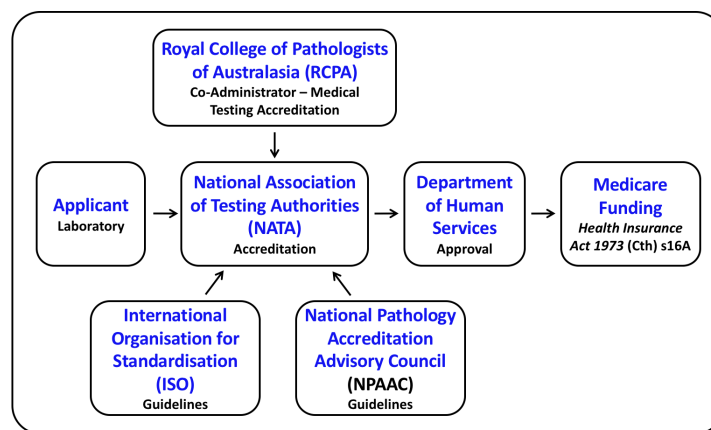 Royal College of Pathologists
of Australasia (RCPA)
Co-Administrator – Medical
Testing Accreditation
Applicant
Laboratory
National Association
of Testing Authorities
(NATA)
Accreditation
Department
of Human
Services
Approval
Medicare
Funding
Health Insurance
Act 1973 (Cth) s16A
International
Organisation for
Standardisation
(ISO)
Guidelines
National Pathology
Accreditation
Advisory Council
(NPAAC)
Guidelines